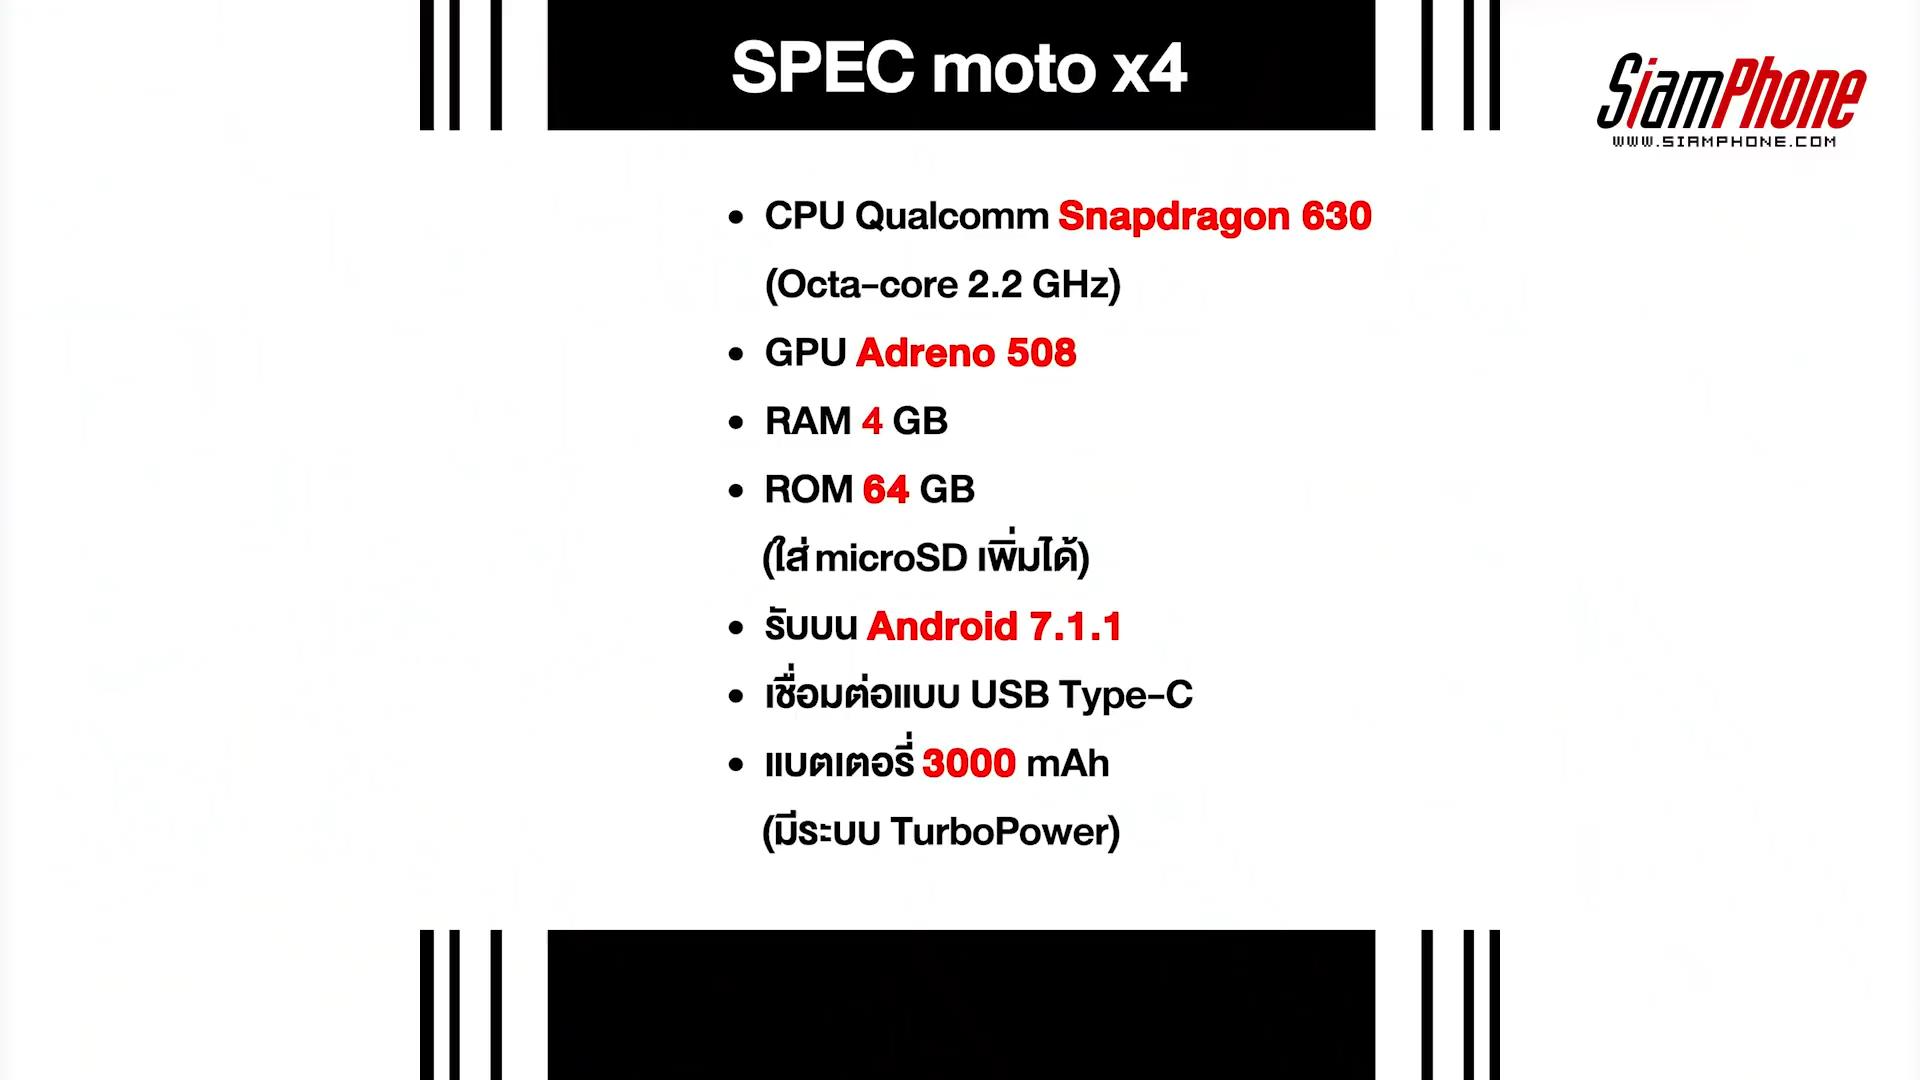 SPEC moto x4
SiamPhone
WWW.SIAMPHONE.COM
• CPU Qualcomm Snapdragon 630
(Octa-core 2.2 GHz)
• GPU Adreno 508
• RAM 4 GB
• ROM 64 GB
(ใส่ microSD เพิ่มได้)
• รับบน Android 7.1.1
• เชื่อมต่อแบบ USB Type-C
• แบตเตอรี่ 3000 mAh
(มีระบบ TurboPower)